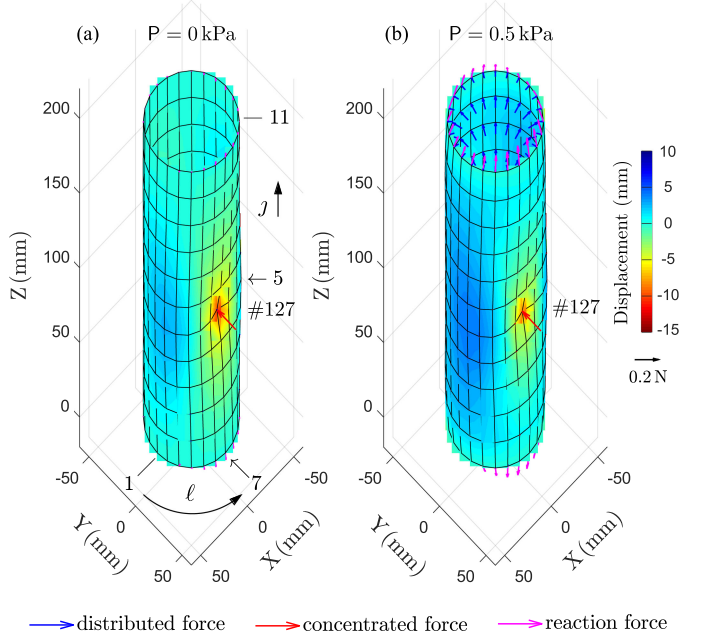 (a) P = 0 kPa
(b) P = 0.5 kPa
200
150
100
50
0
Z (mm)
11
ȷ
5
#127
1
7
ℓ
-50
0
50
Y (mm)
-50
0
50
X (mm)
200
150
100
50
0
Z (mm)
#127
-50
0
50
Y (mm)
-50
0
50
X (mm)
10
5
0
-5
-10
-15
Displacement (mm)
0.2 N
distributed force
concentrated force
reaction force